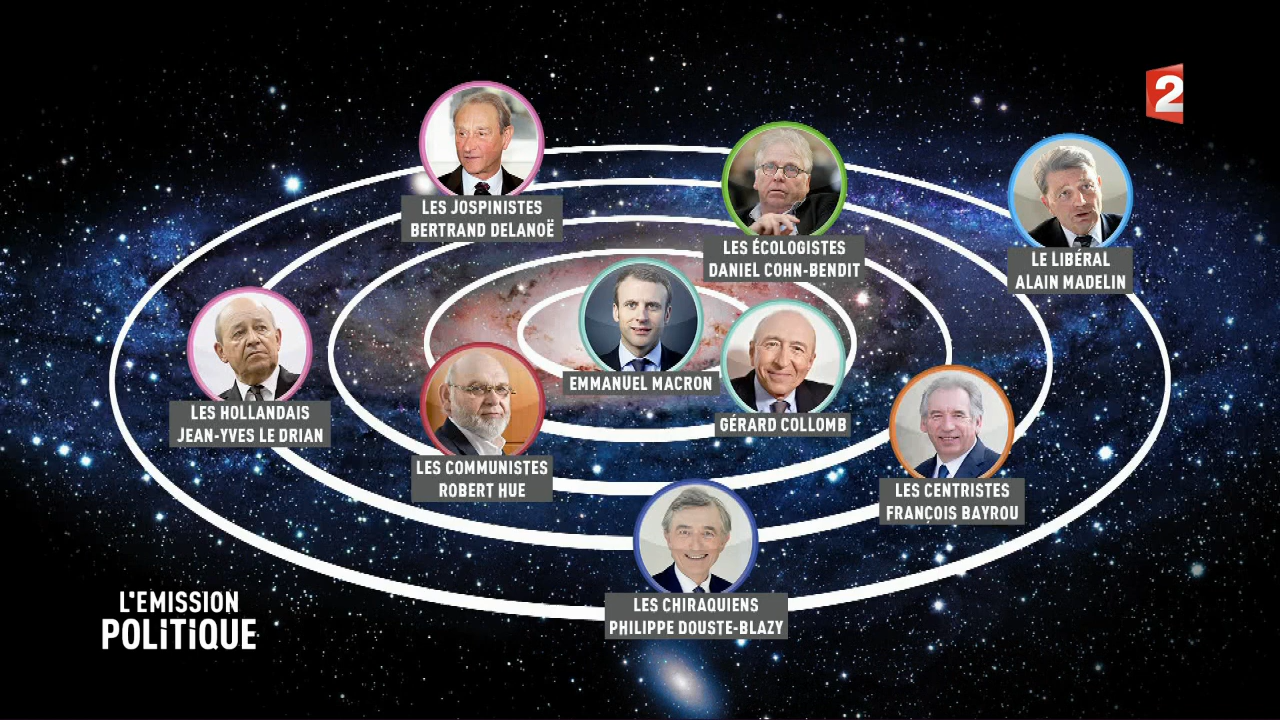 2
LES JOSPINISTES
BERTRAND DELANOË
LES ÉCOLOGISTES
DANIEL COHN-BENDIT
LE LIBÉRAL
ALAIN MADELIN
EMMANUEL MACRON
LES HOLLANDAIS
JEAN-YVES LE DRIAN
GÉRARD COLLOMB
LES COMMUNISTES
ROBERT HUE
LES CENTRISTES
FRANÇOIS BAYROU
LES CHIRAQUIENS
PHILIPPE DOUSTE-BLAZY
L'EMISSION
POLiTiQUE